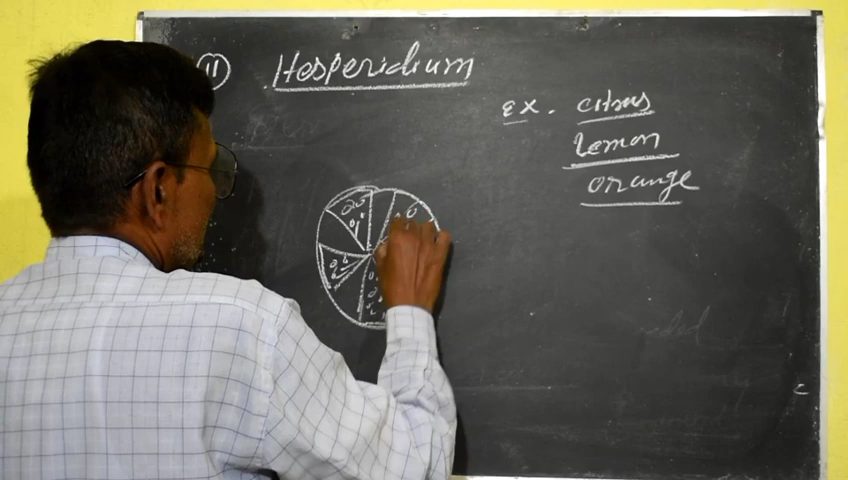 11 Hesperidium
Ex. citrus
Lemon
orange